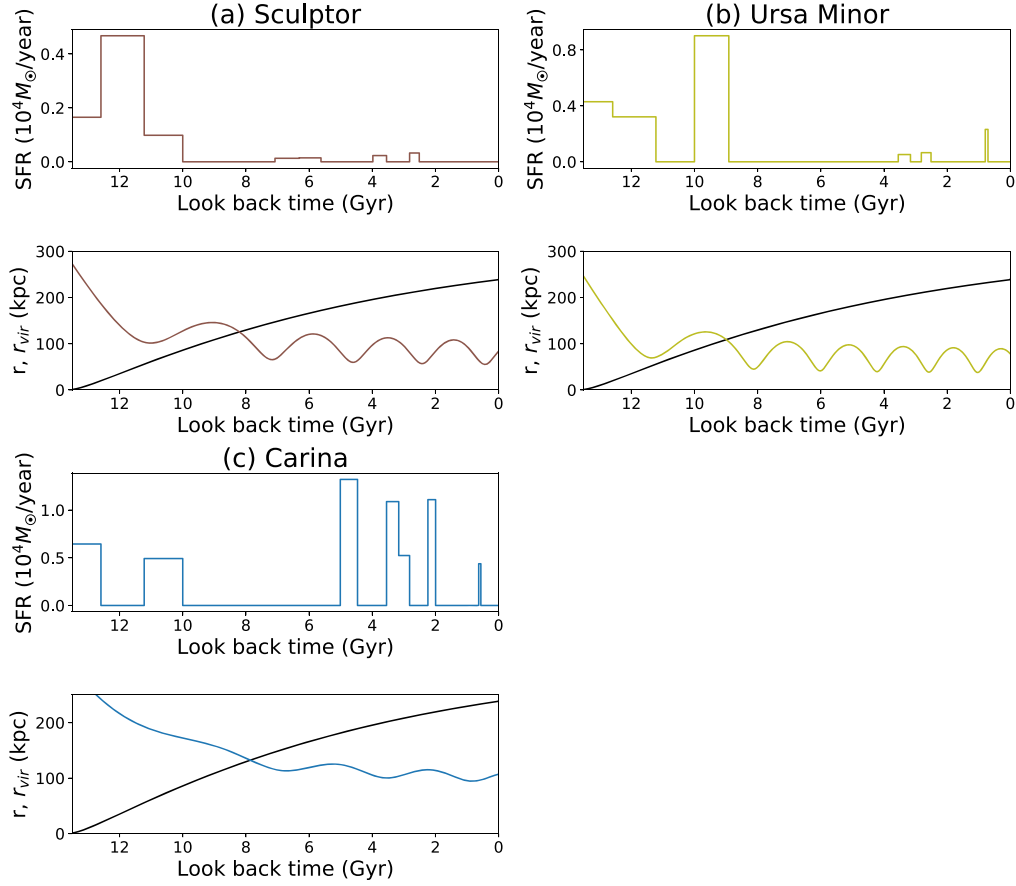 (a) Sculptor
SFR (10⁴M⊙/year)
0.4
0.2
0.0
12 10 8 6 4 2 0
Look back time (Gyr)
r, r_vir (kpc)
300
200
100
0
12 10 8 6 4 2 0
Look back time (Gyr)
(b) Ursa Minor
SFR (10⁴M⊙/year)
0.8
0.4
0.0
12 10 8 6 4 2 0
Look back time (Gyr)
r, r_vir (kpc)
300
200
100
0
12 10 8 6 4 2 0
Look back time (Gyr)
(c) Carina
SFR (10⁴M⊙/year)
1.0
0.5
0.0
12 10 8 6 4 2 0
Look back time (Gyr)
r, r_vir (kpc)
200
100
0
12 10 8 6 4 2 0
Look back time (Gyr)